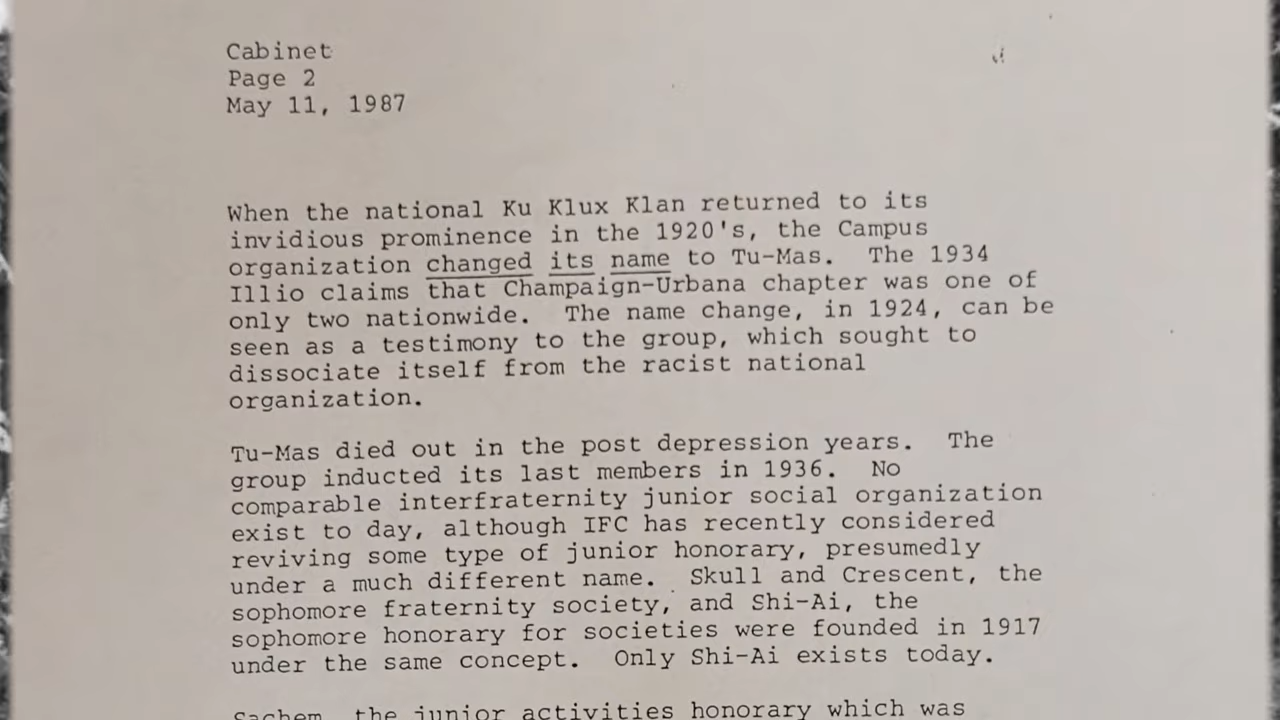 Cabinet
Page 2
May 11, 1987
When the national Ku Klux Klan returned to its
invidious prominence in the 1920's, the Campus
organization changed its name to Tu-Mas. The 1934
Illio claims that Champaign-Urbana chapter was one of
only two nationwide. The name change, in 1924, can be
seen as a testimony to the group, which sought to
dissociate itself from the racist national
organization.
Tu-Mas died out in the post depression years. The
group inducted its last members in 1936. No
comparable interfraternity junior social organization
exist to day, although IFC has recently considered
reviving some type of junior honorary, presumedly
under a much different name. Skull and Crescent, the
sophomore fraternity society, and Shi-Ai, the
sophomore honorary for societies were founded in 1917
under the same concept. Only Shi-Ai exists today.
Sachem, the junior activities honorary which was